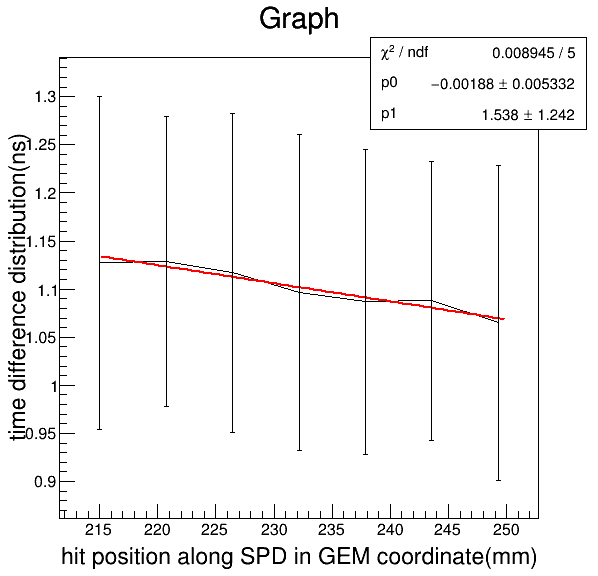 Graph
χ² / ndf 0.008945 / 5
p0 −0.00188 ± 0.005332
p1 1.538 ± 1.242
time difference distribution(ns)
1.3
1.25
1.2
1.15
1.1
1.05
1
0.95
0.9
215 220 225 230 235 240 245 250
hit position along SPD in GEM coordinate(mm)